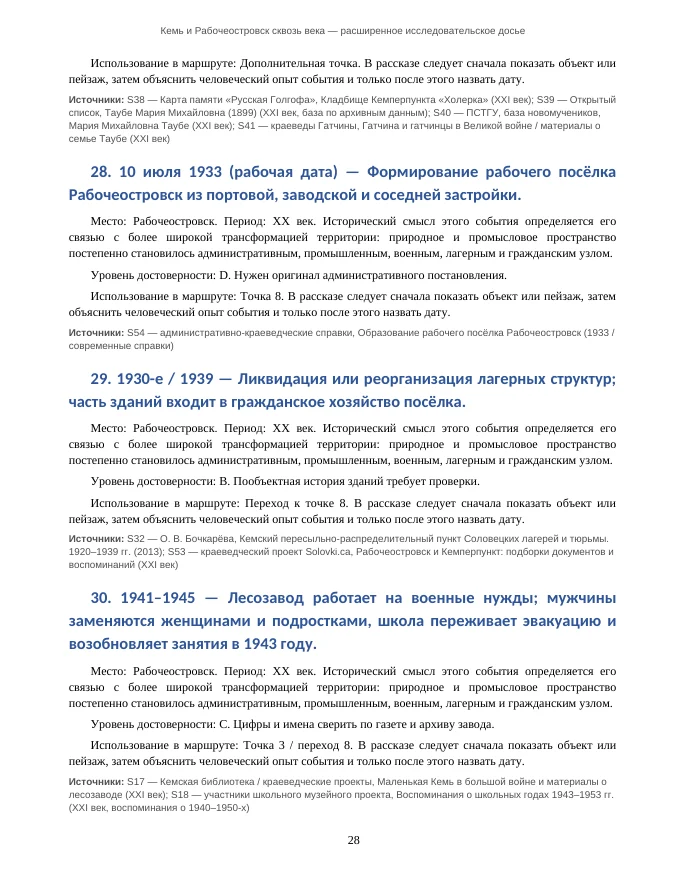 Кемь и Рабочеостровск сквозь века — расширенное исследовательское досье
Использование в маршруте: Дополнительная точка. В рассказе следует сначала показать объект или
пейзаж, затем объяснить человеческий опыт события и только после этого назвать дату.
Источники: S38 — Карта памяти «Русская Голгофа», Кладбище Кемперпункта «Холерка» (XXI век); S39 — Открытый
список, Таубе Мария Михайловна (1899) (XXI век, база по архивным данным); S40 — ПСТГУ, база новомучеников,
Мария Михайловна Таубе (XXI век); S41 — краеведы Гатчины, Гатчина и гатчинцы в Великой войне / материалы о
семье Таубе (XXI век)
28. 10 июля 1933 (рабочая дата) — Формирование рабочего посёлка
Рабочеостровск из портовой, заводской и соседней застройки.
Место: Рабочеостровск. Период: XX век. Исторический смысл этого события определяется его
связью с более широкой трансформацией территории: природное и промысловое пространство
постепенно становилось административным, промышленным, военным, лагерным и гражданским узлом.
Уровень достоверности: D. Нужен оригинал административного постановления.
Использование в маршруте: Точка 8. В рассказе следует сначала показать объект или пейзаж, затем
объяснить человеческий опыт события и только после этого назвать дату.
Источники: S54 — административно-краеведческие справки, Образование рабочего посёлка Рабочеостровск (1933 /
современные справки)
29. 1930-е / 1939 — Ликвидация или реорганизация лагерных структур;
часть зданий входит в гражданское хозяйство посёлка.
Место: Рабочеостровск. Период: XX век. Исторический смысл этого события определяется его
связью с более широкой трансформацией территории: природное и промысловое пространство
постепенно становилось административным, промышленным, военным, лагерным и гражданским узлом.
Уровень достоверности: B. Пообъектная история зданий требует проверки.
Использование в маршруте: Переход к точке 8. В рассказе следует сначала показать объект или
пейзаж, затем объяснить человеческий опыт события и только после этого назвать дату.
Источники: S32 — О. В. Бочкарёва, Кемский пересыльно-распределительный пункт Соловецких лагерей и тюрьмы.
1920–1939 гг. (2013); S53 — краеведческий проект Solovki.ca, Рабочеостровск и Кемперпункт: подборки документов и
воспоминаний (XXI век)
30. 1941–1945 — Лесозавод работает на военные нужды; мужчины
заменяются женщинами и подростками, школа переживает эвакуацию и
возобновляет занятия в 1943 году.
Место: Рабочеостровск. Период: XX век. Исторический смысл этого события определяется его
связью с более широкой трансформацией территории: природное и промысловое пространство
постепенно становилось административным, промышленным, военным, лагерным и гражданским узлом.
Уровень достоверности: C. Цифры и имена сверить по газете и архиву завода.
Использование в маршруте: Точка 3 / переход 8. В рассказе следует сначала показать объект или
пейзаж, затем объяснить человеческий опыт события и только после этого назвать дату.
Источники: S17 — Кемская библиотека / краеведческие проекты, Маленькая Кемь в большой войне и материалы о
лесозаводе (XXI век); S18 — участники школьного музейного проекта, Воспоминания о школьных годах 1943–1953 гг.
(XXI век, воспоминания о 1940–1950-х)
28